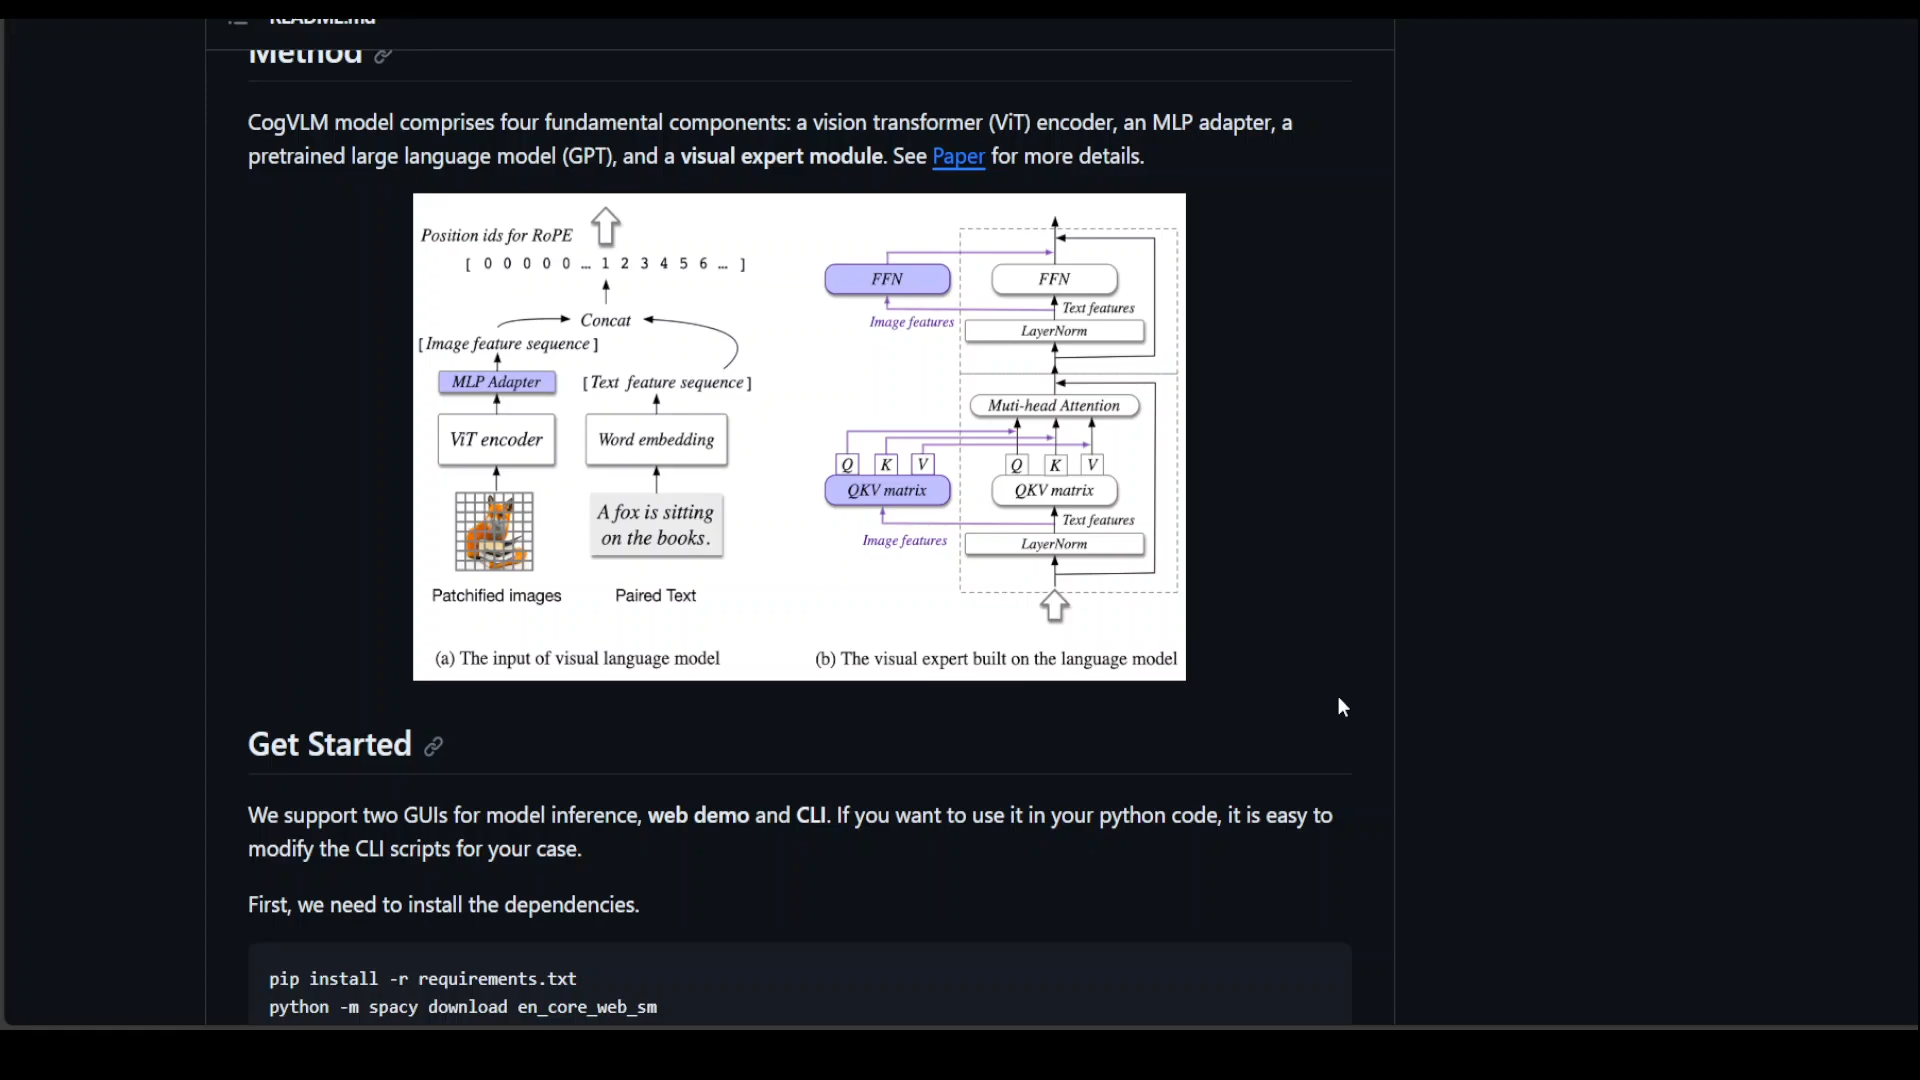 README.md
Method
CogVLM model comprises four fundamental components: a vision transformer (ViT) encoder, an MLP adapter, a
pretrained large language model (GPT), and a visual expert module. See Paper for more details.
Position ids for RoPE
[ 0 0 0 0 0 ... 1 2 3 4 5 6 ... ]
Concat
[Image feature sequence]
MLP Adapter
[Text feature sequence]
ViT encoder
Word embedding
A fox is sitting
on the books.
Patchified images
Paired Text
(a) The input of visual language model
FFN
FFN
Image features
Text features
LayerNorm
Muti-head Attention
Q K V
Q K V
QKV matrix
QKV matrix
Text features
Image features
LayerNorm
(b) The visual expert built on the language model
Get Started
We support two GUIs for model inference, web demo and CLI. If you want to use it in your python code, it is easy to
modify the CLI scripts for your case.
First, we need to install the dependencies.
pip install -r requirements.txt
python -m spacy download en_core_web_sm